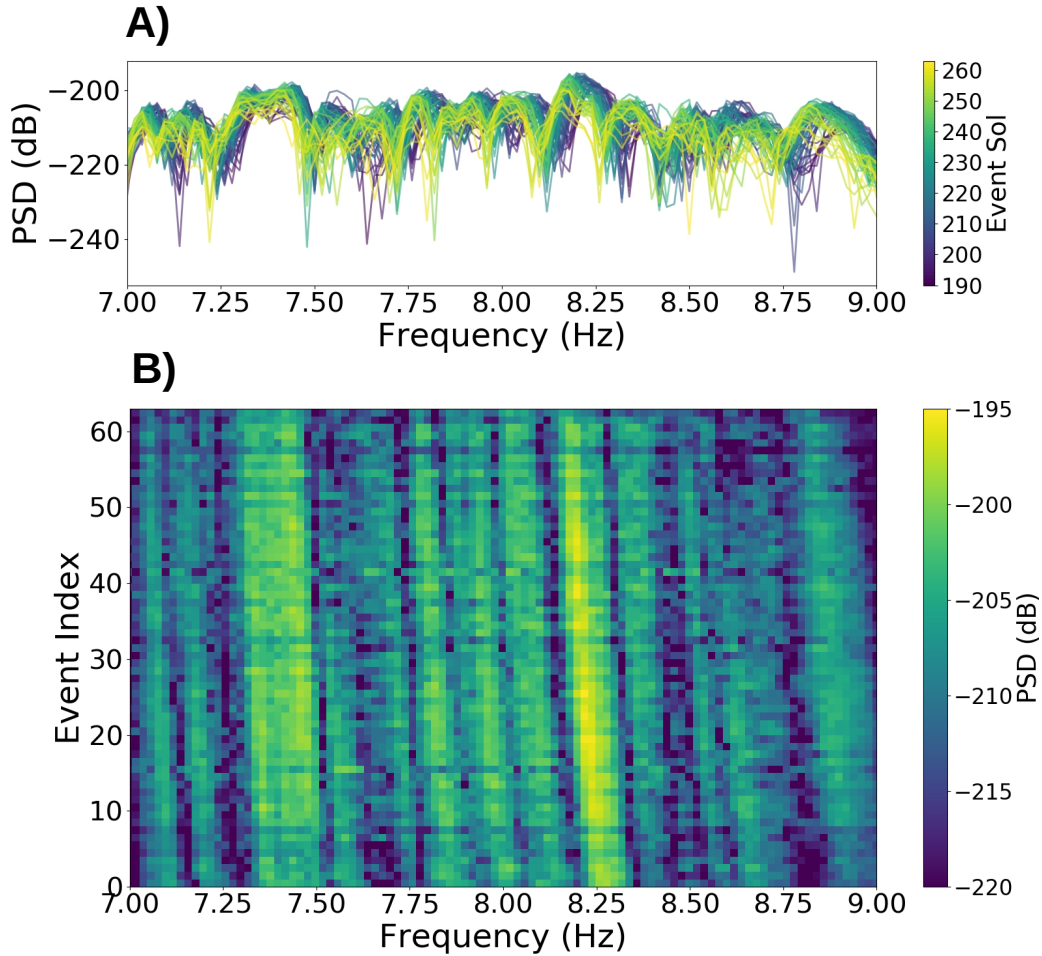 A)
PSD (dB)
−200
−220
−240
7.00 7.25 7.50 7.75 8.00 8.25 8.50 8.75 9.00
Frequency (Hz)
260
250
240
230
220
210
200
190
Event Sol
B)
Event Index
60
50
40
30
20
10
0
7.00 7.25 7.50 7.75 8.00 8.25 8.50 8.75 9.00
Frequency (Hz)
−195
−200
−205
−210
−215
−220
PSD (dB)